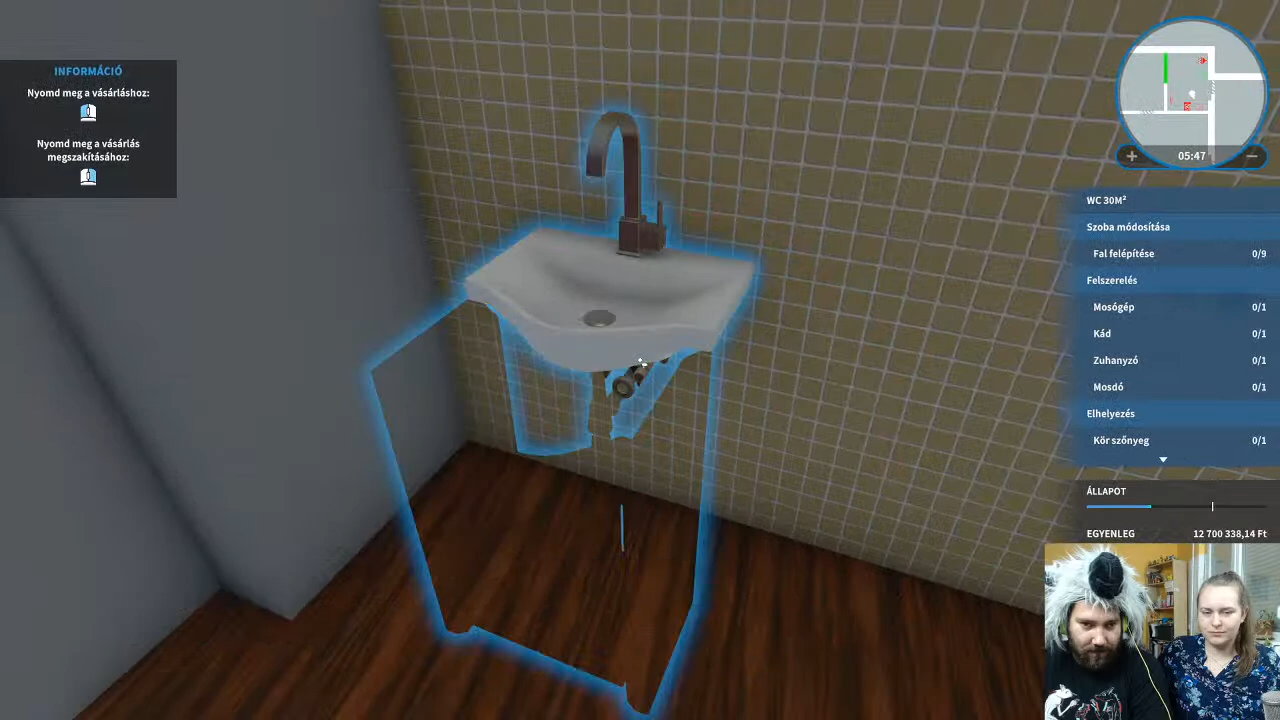 INFORMÁCIÓ
Nyomd meg a vásárláshoz:
Nyomd meg a vásárlás
megszakításához:
05:47
WC 30M²
Szoba módosítása
Fal felépítése 0/9
Felszerelés
Mosógép 0/1
Kád 0/1
Zuhanyzó 0/1
Mosdó 0/1
Elhelyezés
Kör szőnyeg 0/1
ÁLLAPOT
EGYENLEG 12 700 338,14 Ft